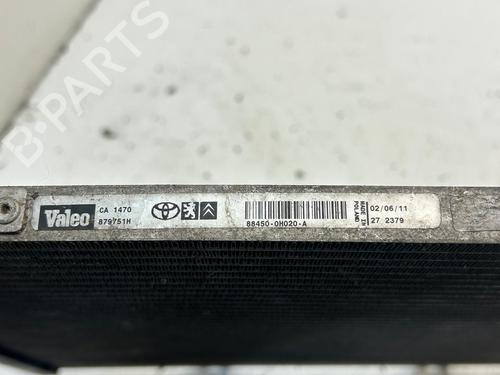 B-PARTS
Valeo
CA 1470
879751H
88450-0H020-A
MADE IN
POLAND
02/06/11
27 2379